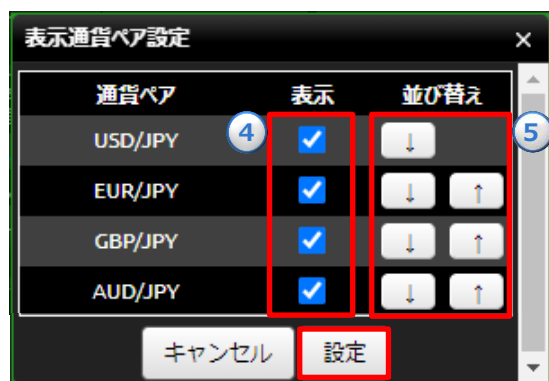 表示通貨ペア設定 ×
通貨ペア 表示 並び替え
USD/JPY 4 ↓ 5
EUR/JPY ↓ ↑
GBP/JPY ↓ ↑
AUD/JPY ↓ ↑
キャンセル 設定